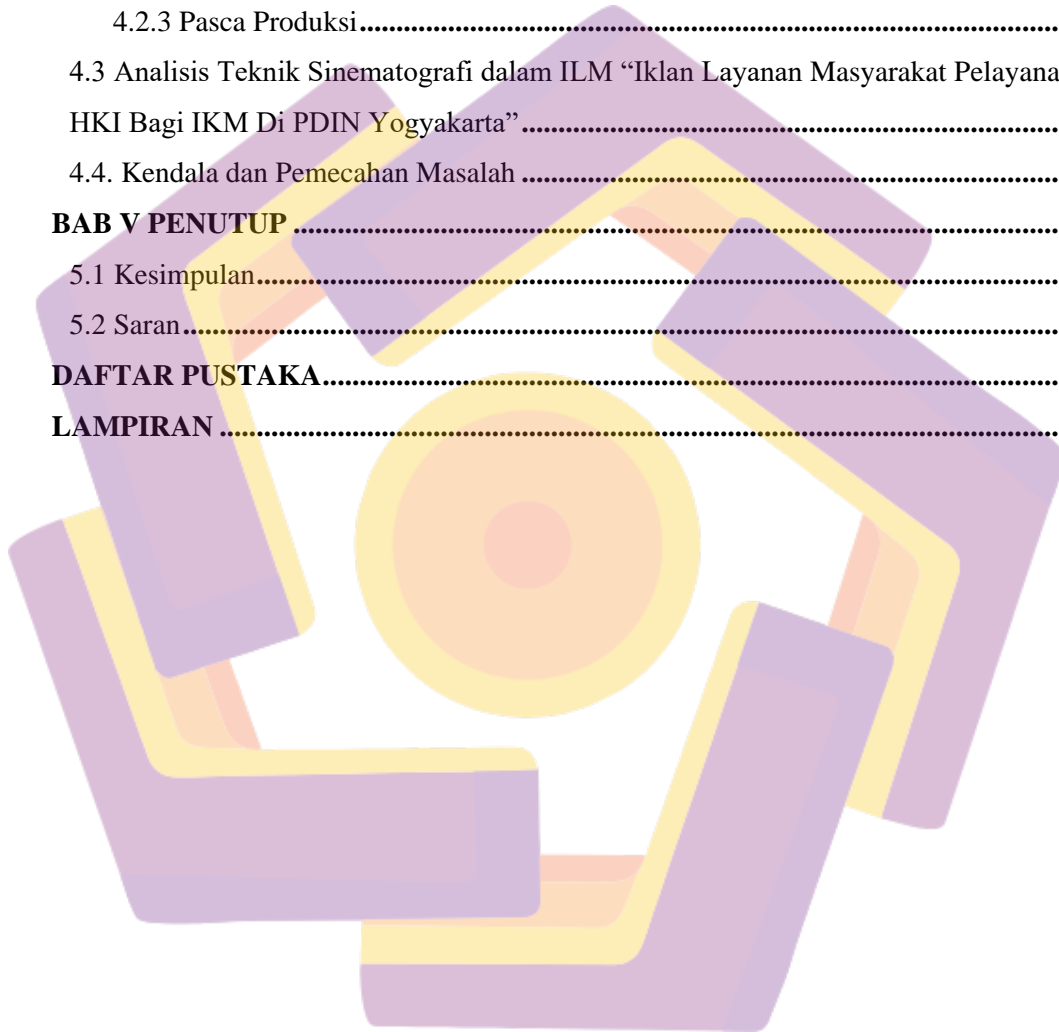 4.2.3 Pasca Produksi................................................................................................
4.3 Analisis Teknik Sinematografi dalam ILM “Iklan Layanan Masyarakat Pelayana
HKI Bagi IKM Di PDIN Yogyakarta”..........................................................................
4.4. Kendala dan Pemecahan Masalah ..........................................................................
BAB V PENUTUP .........................................................................................................
5.1 Kesimpulan..............................................................................................................
5.2 Saran........................................................................................................................
DAFTAR PUSTAKA.....................................................................................................
LAMPIRAN ...................................................................................................................